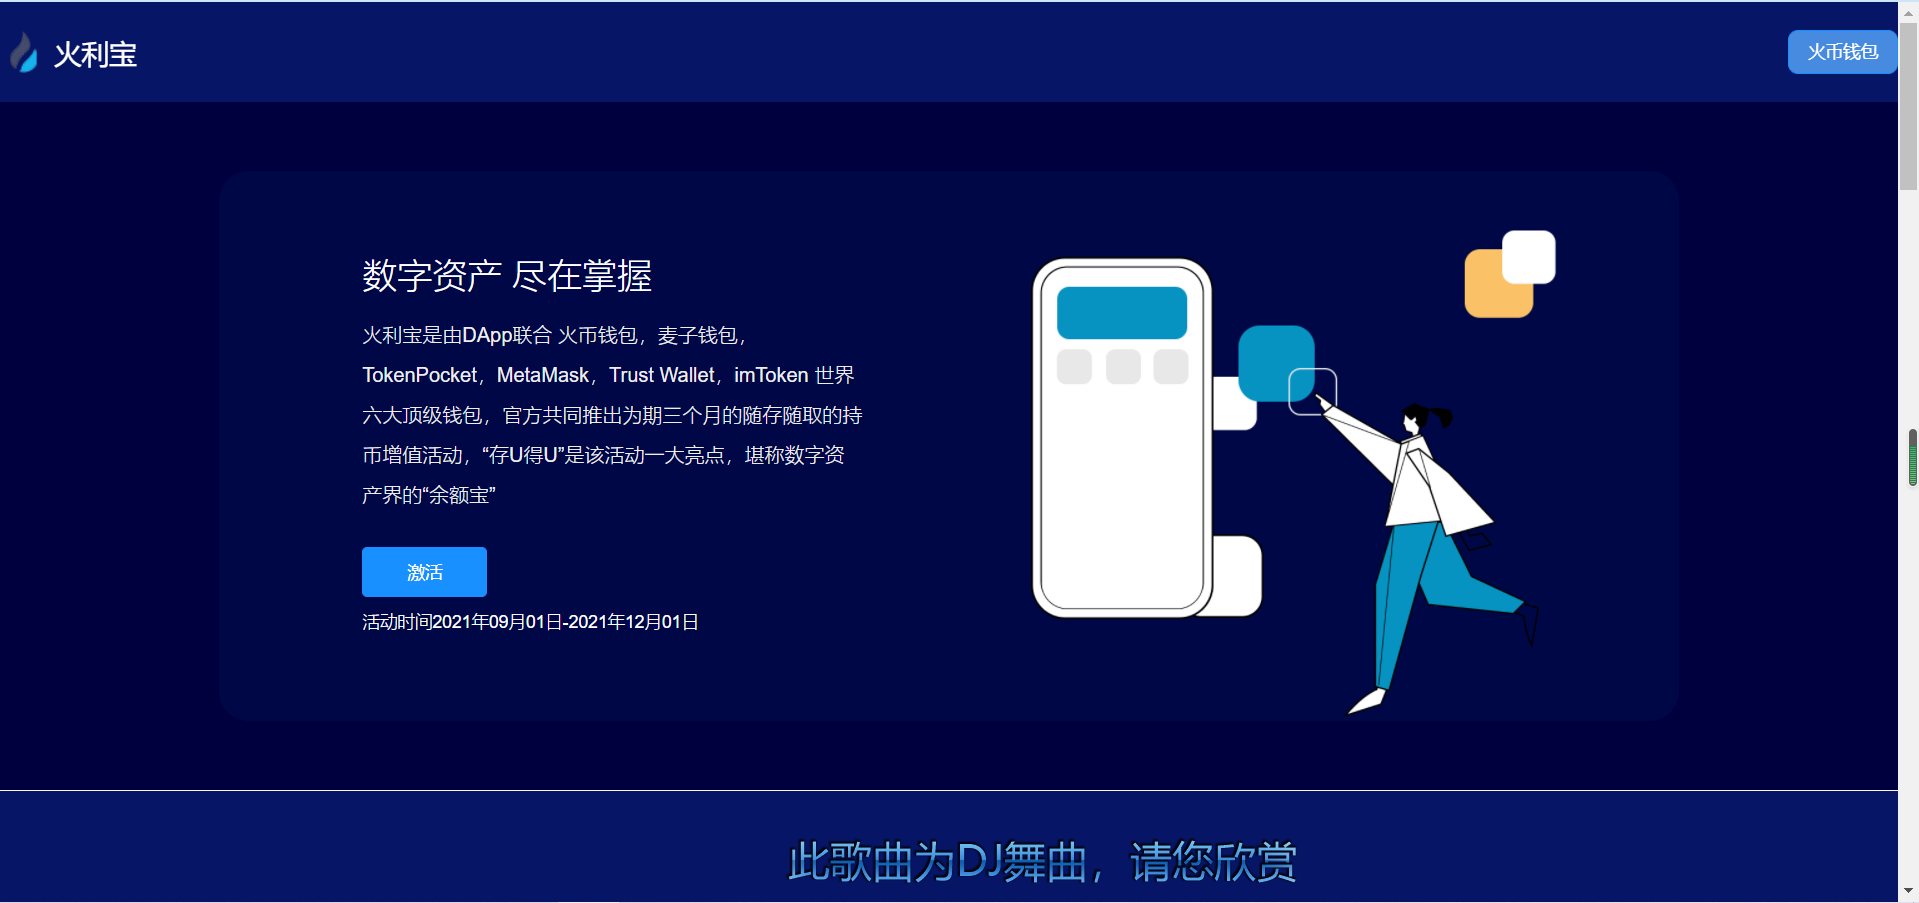 火利宝
火币钱包
数字资产 尽在掌握
火利宝是由DApp联合 火币钱包，麦子钱包，
TokenPocket，MetaMask，Trust Wallet，imToken 世界
六大顶级钱包，官方共同推出为期三个月的随存随取的持
币增值活动，“存U得U”是该活动一大亮点，堪称数字资
产界的“余额宝”
激活
活动时间2021年09月01日-2021年12月01日
此歌曲为DJ舞曲，请您欣赏